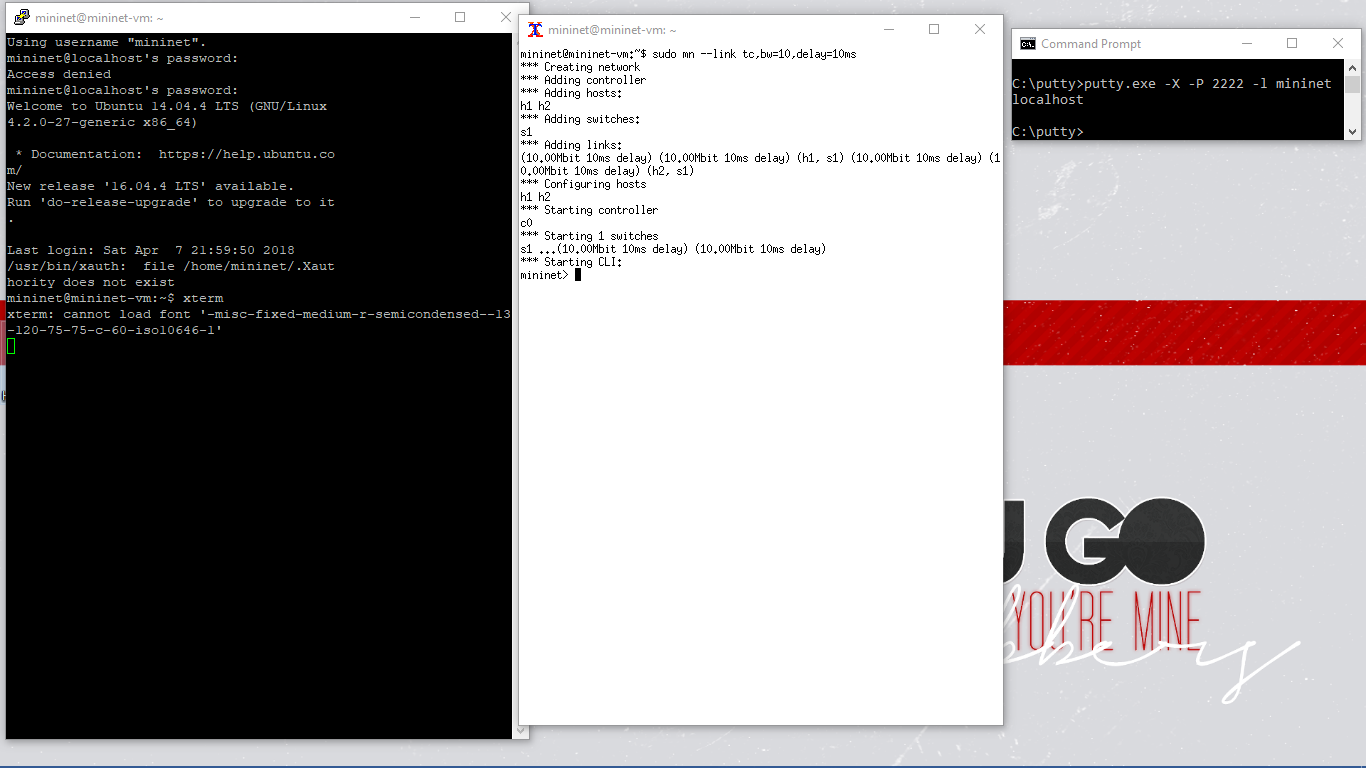 mininet@mininet-vm: ~
Using username "mininet".
mininet@localhost's password:
Access denied
mininet@localhost's password:
Welcome to Ubuntu 14.04.4 LTS (GNU/Linux
4.2.0-27-generic x86_64)
* Documentation:  https://help.ubuntu.co
m/
New release '16.04.4 LTS' available.
Run 'do-release-upgrade' to upgrade to it
.
Last login: Sat Apr  7 21:59:50 2018
/usr/bin/xauth:  file /home/mininet/.Xaut
hority does not exist
mininet@mininet-vm:~$ xterm
xterm: cannot load font '-misc-fixed-medium-r-semicondensed--13
-120-75-75-c-60-iso10646-1'
mininet@mininet-vm: ~
mininet@mininet-vm:~$ sudo mn --link tc,bw=10,delay=10ms
*** Creating network
*** Adding controller
*** Adding hosts:
h1 h2
*** Adding switches:
s1
*** Adding links:
(10.00Mbit 10ms delay) (10.00Mbit 10ms delay) (h1, s1) (10.00Mbit 10ms delay) (1
0.00Mbit 10ms delay) (h2, s1)
*** Configuring hosts
h1 h2
*** Starting controller
c0
*** Starting 1 switches
s1 ...(10.00Mbit 10ms delay) (10.00Mbit 10ms delay)
*** Starting CLI:
mininet>
Command Prompt
C:\putty>putty.exe -X -P 2222 -l mininet
localhost
C:\putty>
GO
YOU'RE MINE